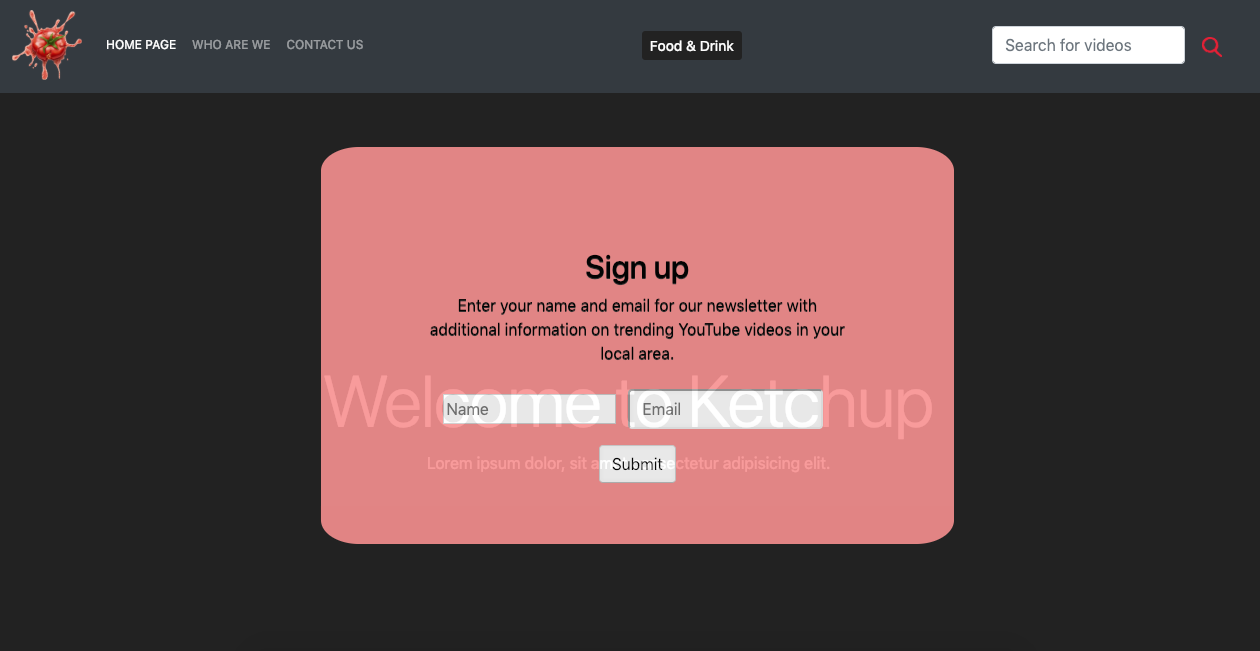 HOME PAGE WHO ARE WE CONTACT US Food & Drink Search for videos
Sign up
Enter your name and email for our newsletter with
additional information on trending YouTube videos in your
local area.
Welcome to Ketchup
Name Email
Lorem ipsum dolor, sit consectetur adipisicing elit.
Submit